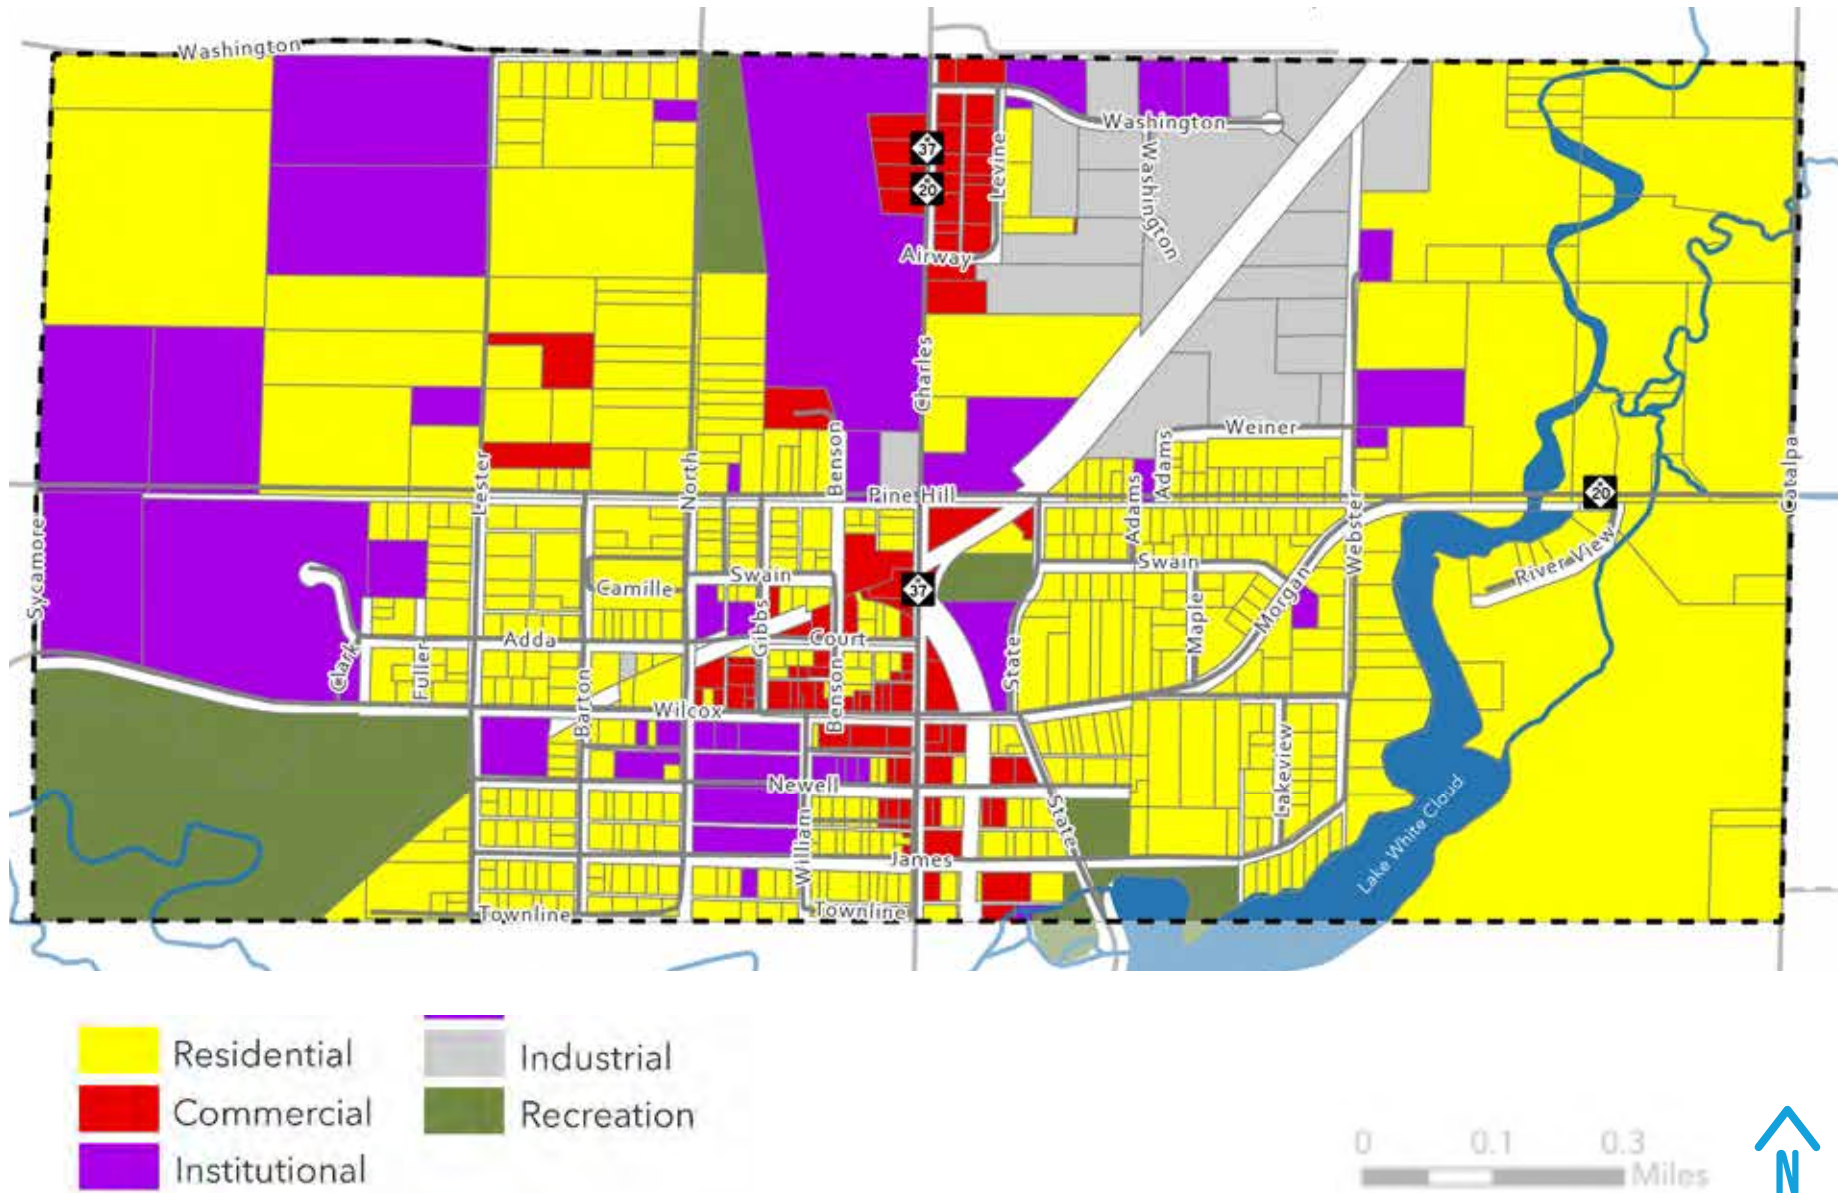 Washington
37
20
Levine
Washington
Washington
Airway
Charles
Benson
Weiner
Lester
North
Pine Hill
Adams
Adams
Webster
20
Catalpa
Sycamore
Camille
Swain
Gibbs
37
Swain
Maple
Morgan
River View
Clark
Fuller
Adda
Court
State
Barton
Wilcox
Benson
Newell
William
State
Lakeview
James
Lake White Cloud
Townline
Townline
Residential
Commercial
Institutional
Industrial
Recreation
0 0.1 0.3
Miles
N